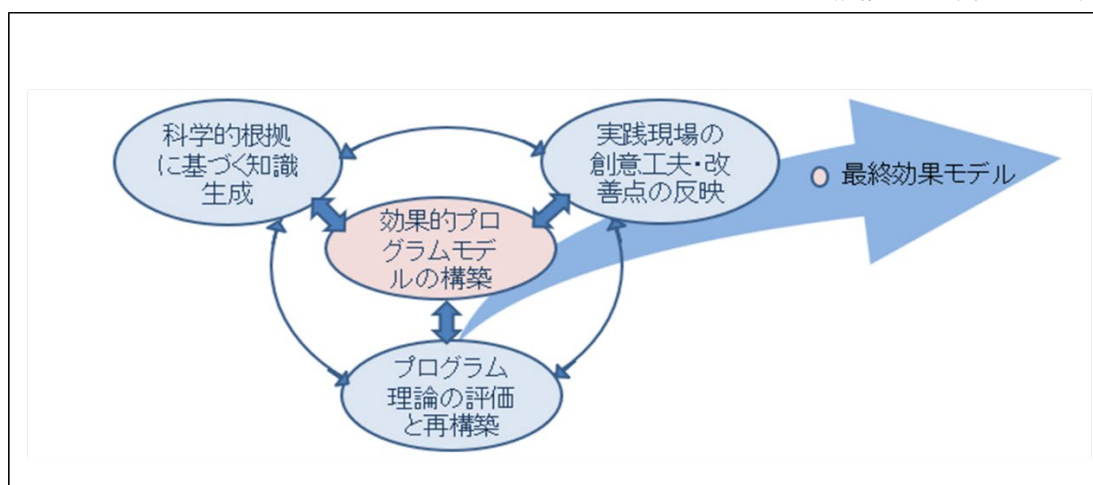 科学的根拠
に基づく知識
生成
実践現場の
創意工夫・改
善点の反映
最終効果モデル
効果的プロ
グラムモデ
ルの構築
プログラム
理論の評価
と再構築